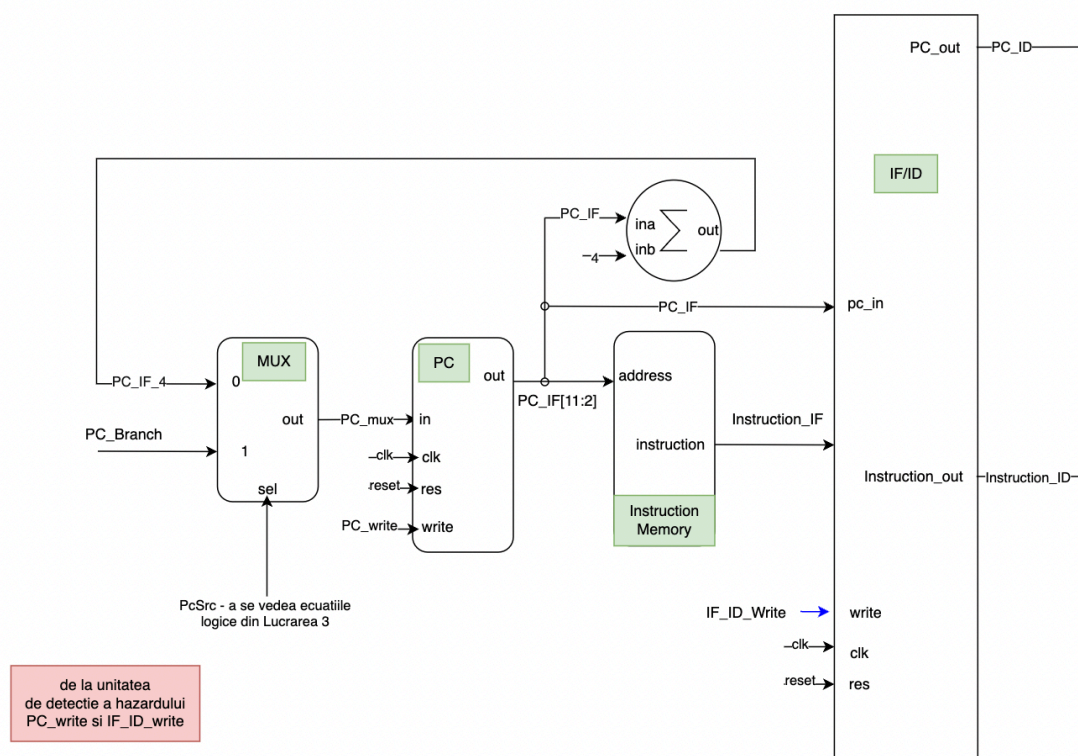 PC_out
PC_ID
IF/ID
PC_IF
ina
out
inb
4
PC_IF
pc_in
MUX
PC
out
address
PC_IF_4
0
PC_IF[11:2]
out
PC_mux
in
Instruction_IF
PC_Branch
1
clk
clk
instruction
sel
reset
res
Instruction_out
Instruction_ID
Instruction
Memory
PC_write
write
PcSrc - a se vedea ecuatiile
logice din Lucrarea 3
IF_ID_Write
write
clk
clk
reset
res
de la unitatea
de detectie a hazardului
PC_write si IF_ID_write